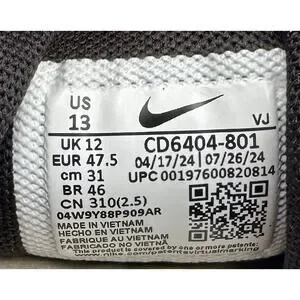 US
13
VJ
UK 12
EUR 47.5
cm 31
BR 46
CN 310(2.5)
CD6404-801
04/17/24 07/26/24
UPC 00197600820814
04W9Y88P909AR
MADE IN VIETNAM
HECHO EN VIETNAM
FABRIQUÉ AU VIETNAM
FABRICADO NO VIETNÃ